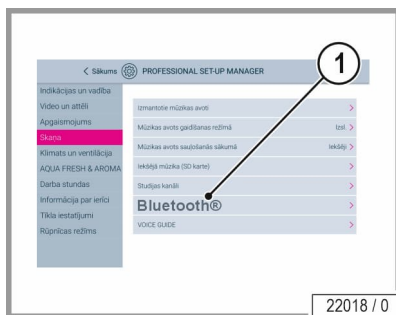 1
Sākums PROFESSIONAL SET-UP MANAGER
Indikācijas un vadība
Video un attēli
Apgaismojums
Skaņa
Klimats un ventilācija
AQUA FRESH & AROMA
Darba stundas
Informācija par ierīci
Tīkla iestatījumi
Rūpnīcas režīms
Izmantotie mūzikas avoti
Mūzikas avots gaidīšanas režīmā Izsl.
Mūzikas avots sauļošanās sākumā Iekšēji
Iekšējā mūzika (SD karte)
Studijas kanāli
Bluetooth®
VOICE GUIDE
22018 / 0